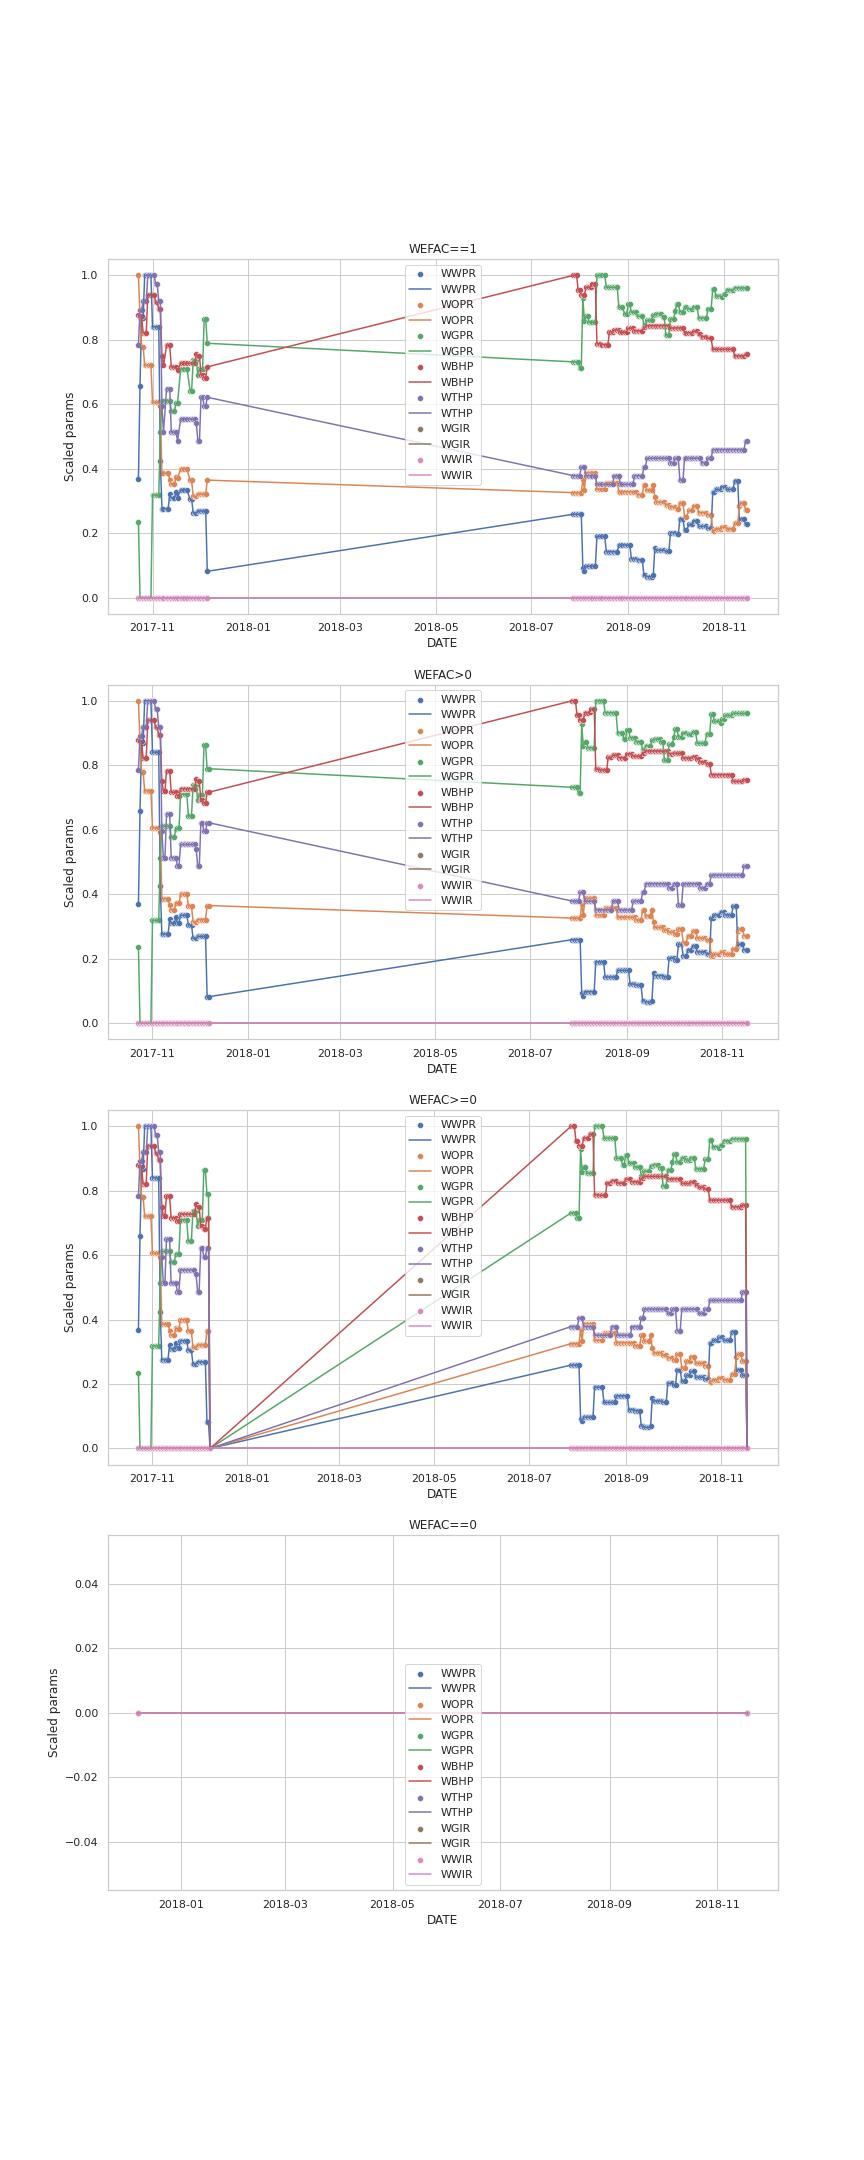 WEFAC==1
1.0
0.8
0.6
0.4
0.2
0.0
Scaled params
WWPR
WWPR
WOPR
WOPR
WGPR
WGPR
WBHP
WBHP
WTHP
WTHP
WGIR
WGIR
WWIR
WWIR
2017-11 2018-01 2018-03 2018-05 2018-07 2018-09 2018-11
DATE
WEFAC>0
1.0
0.8
0.6
0.4
0.2
0.0
Scaled params
WWPR
WWPR
WOPR
WOPR
WGPR
WGPR
WBHP
WBHP
WTHP
WTHP
WGIR
WGIR
WWIR
WWIR
2017-11 2018-01 2018-03 2018-05 2018-07 2018-09 2018-11
DATE
WEFAC>=0
1.0
0.8
0.6
0.4
0.2
0.0
Scaled params
WWPR
WWPR
WOPR
WOPR
WGPR
WGPR
WBHP
WBHP
WTHP
WTHP
WGIR
WGIR
WWIR
WWIR
2017-11 2018-01 2018-03 2018-05 2018-07 2018-09 2018-11
DATE
WEFAC==0
0.04
0.02
0.00
−0.02
−0.04
Scaled params
WWPR
WWPR
WOPR
WOPR
WGPR
WGPR
WBHP
WBHP
WTHP
WTHP
WGIR
WGIR
WWIR
WWIR
2018-01 2018-03 2018-05 2018-07 2018-09 2018-11
DATE